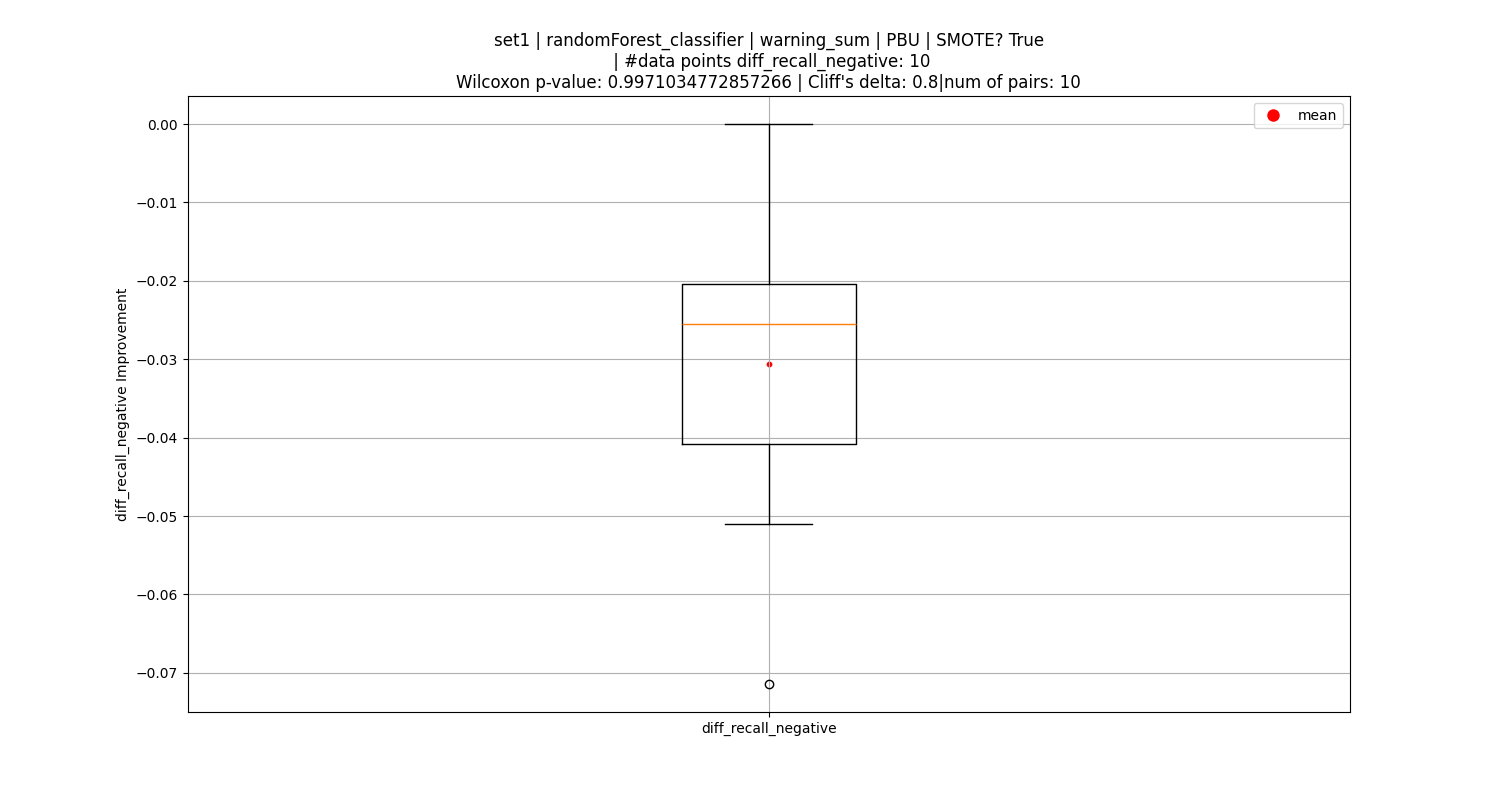 set1 | randomForest_classifier | warning_sum | PBU | SMOTE? True
| #data points diff_recall_negative: 10
Wilcoxon p-value: 0.9971034772857266 | Cliff's delta: 0.8|num of pairs: 10
mean
0.00
−0.01
−0.02
−0.03
−0.04
−0.05
−0.06
−0.07
diff_recall_negative Improvement
diff_recall_negative